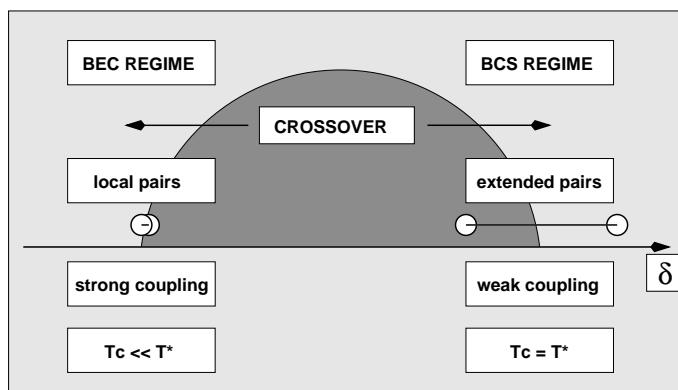 BEC REGIME
BCS REGIME
CROSSOVER
local pairs
extended pairs
strong coupling
weak coupling
δ
Tc << T*
Tc = T*